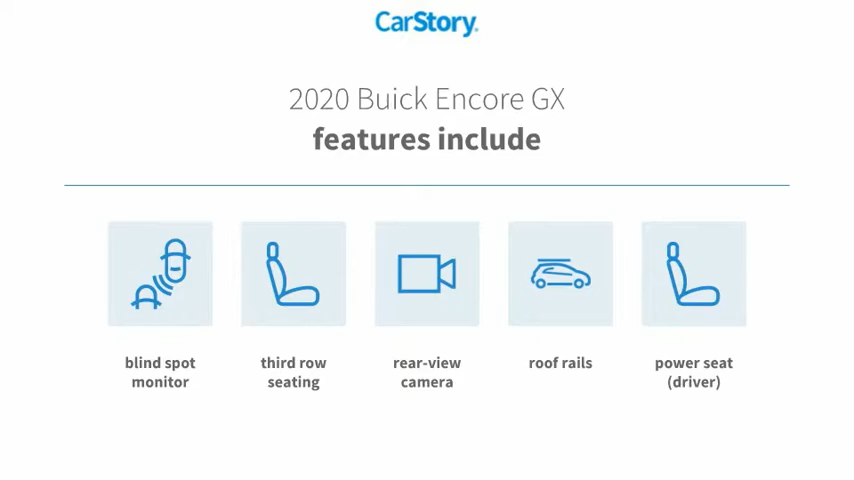 CarStory
2020 Buick Encore GX
features include
blind spot
monitor
third row
seating
rear-view
camera
roof rails
power seat
(driver)